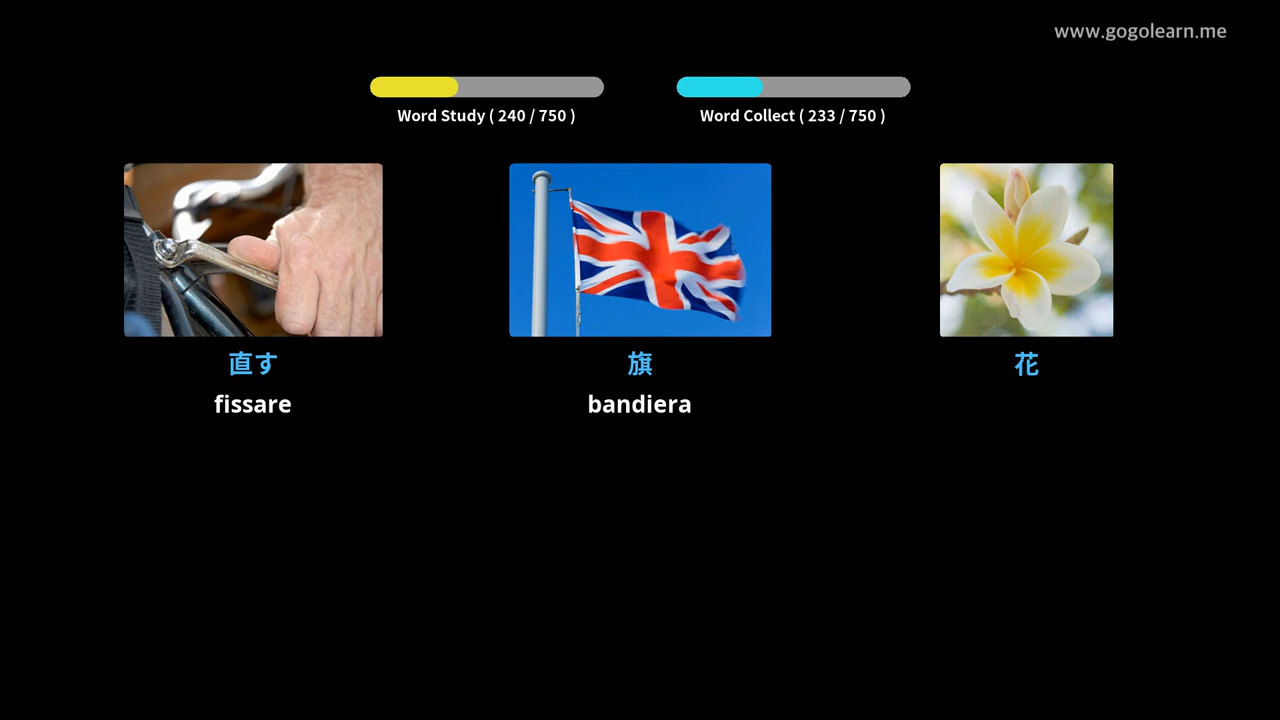 www.gogolearn.me
Word Study ( 240 / 750 )
Word Collect ( 233 / 750 )
直す
旗
花
fissare
bandiera